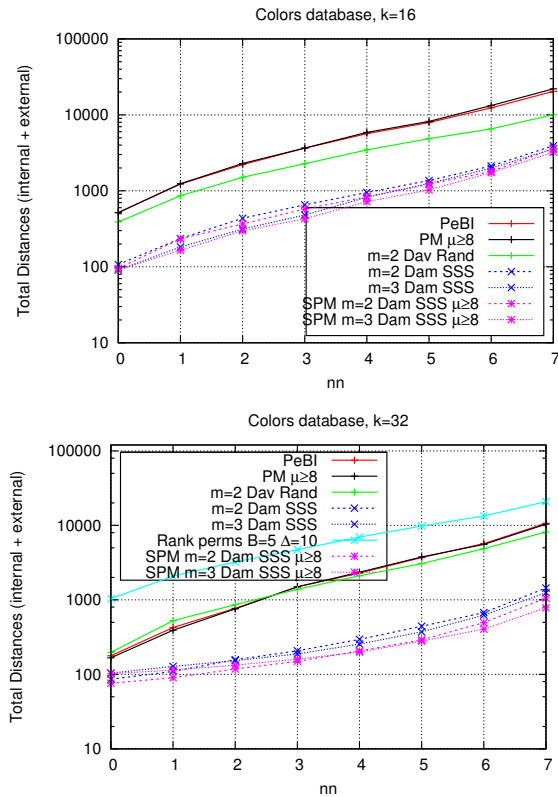 Colors database, k=16
Total Distances (internal + external)
100000
10000
1000
100
10
PeBI
PM μ≥8
m=2 Dav Rand
m=2 Dam SSS
m=3 Dam SSS
SPM m=2 Dam SSS μ≥8
SPM m=3 Dam SSS μ≥8
0 1 2 3 4 5 6 7
nn
Colors database, k=32
Total Distances (internal + external)
100000
10000
1000
100
10
PeBI
PM μ≥8
m=2 Dav Rand
m=2 Dam SSS
m=3 Dam SSS
Rank perms B=5 Δ=10
SPM m=2 Dam SSS μ≥8
SPM m=3 Dam SSS μ≥8
0 1 2 3 4 5 6 7
nn